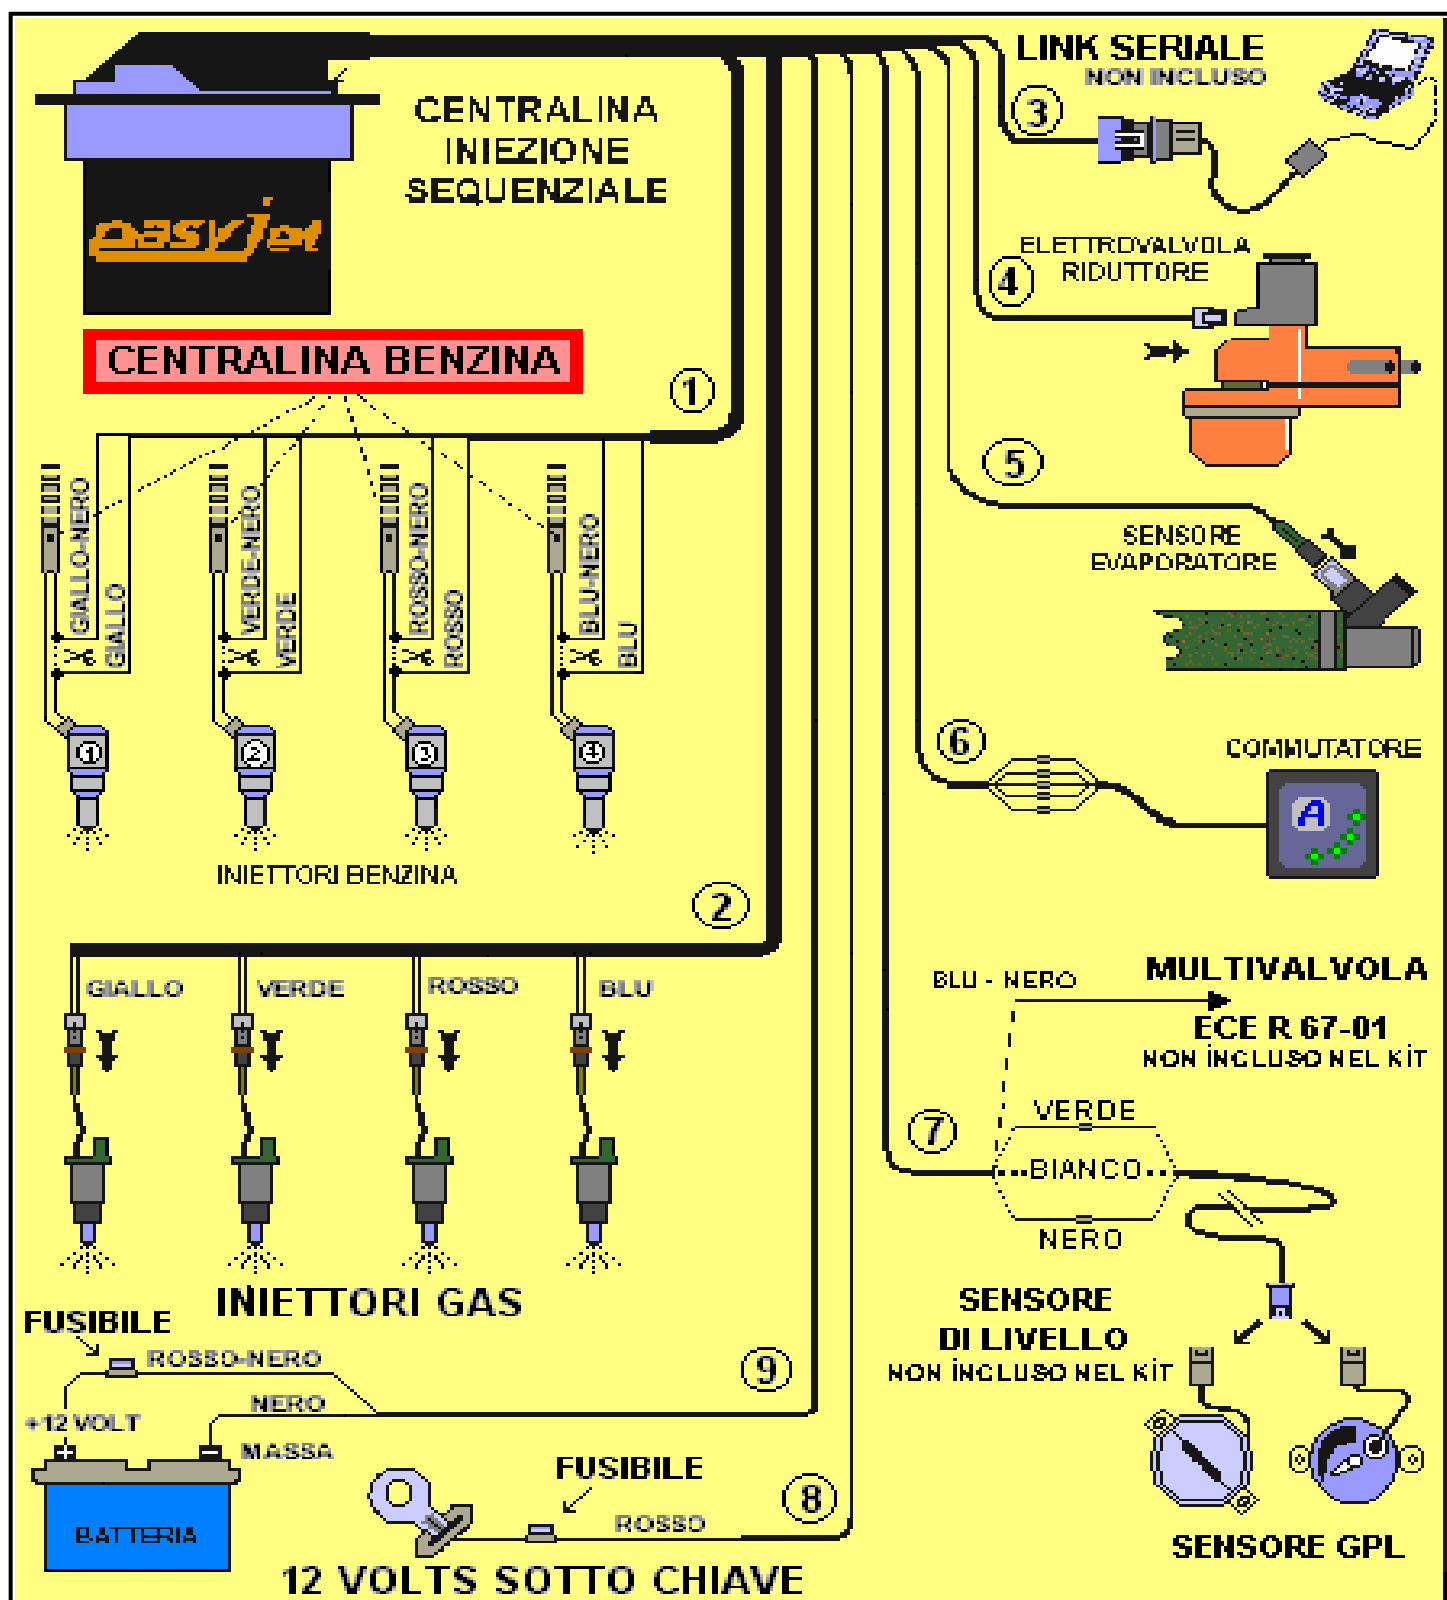 LINK SERIALE
NON INCLUSO
CENTRALINA
INIEZIONE
SEQUENZIALE
easyjet
3
ELETTROVALVOLA
RIDUTTORE
4
CENTRALINA BENZINA
1
5
SENSORE
EVAPORATORE
GIALLO-NERO
GIALLO
VERDE-NERO
VERDE
ROSSO-NERO
ROSSO
BLU-NERO
BLU
1
2
3
4
INIETTORI BENZINA
6
COMMUTATORE
A
2
GIALLO
VERDE
ROSSO
BLU
BLU - NERO
MULTIVALVOLA
ECE R 67-01
NON İNCLUSO NEL KİT
7
VERDE
BIANCO
NERO
INIETTORI GAS
SENSORE
DI LIVELLO
NON İNCLUSO NEL KİT
FUSIBILE
ROSSO-NERO
9
NERO
+12 VOLT
MASSA
+
-
BATTERIA
FUSIBILE
8
ROSSO
12 VOLTS SOTTO CHIAVE
SENSORE GPL